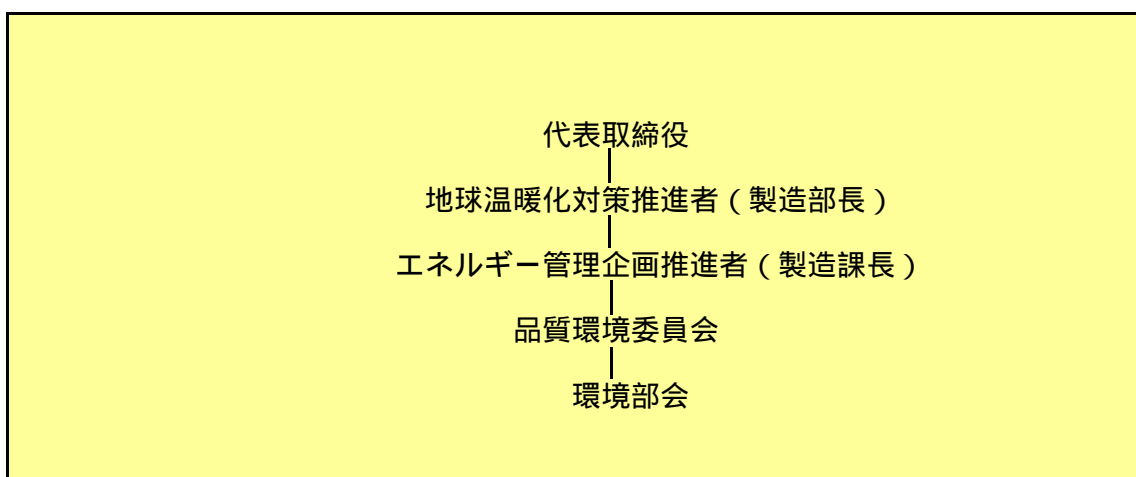 代表取締役
地球温暖化対策推進者（製造部長）
エネルギー管理企画推進者（製造課長）
品質環境委員会
環境部会